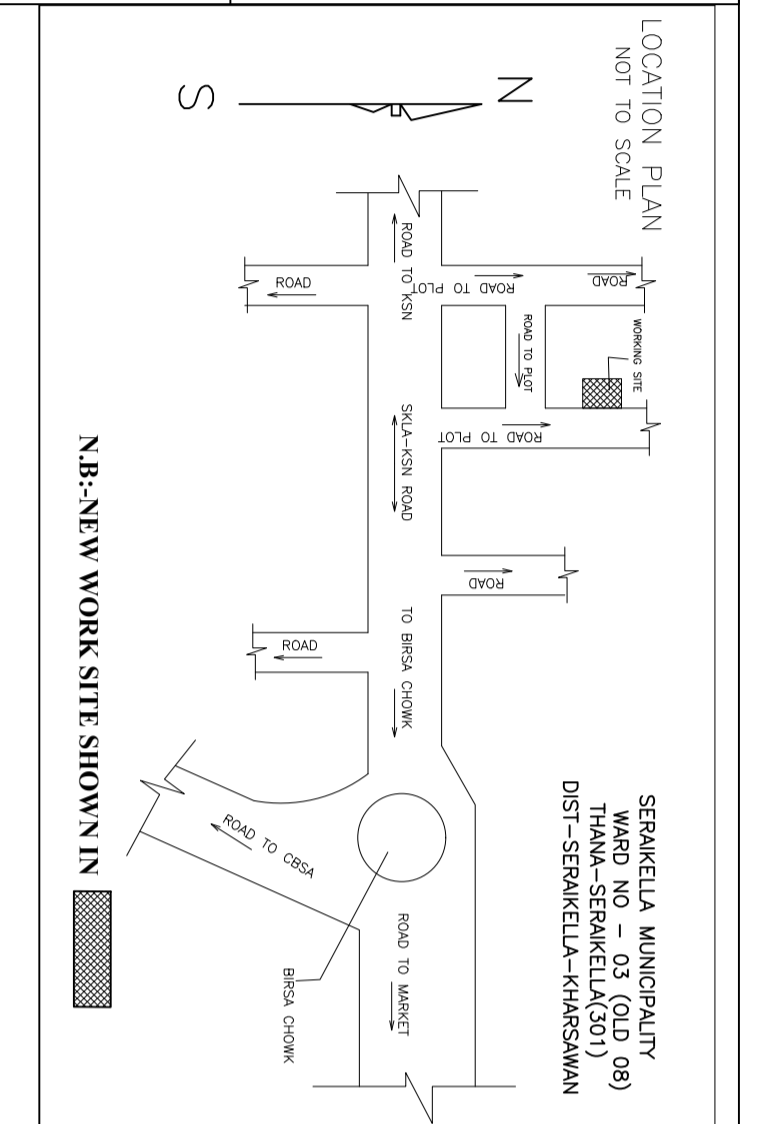 LOCATION PLAN
NOT TO SCALE
N
S
SERAIKELLA MUNICIPALITY
WARD NO - 03 (OLD 08)
THANA-SERAIKELLA(301)
DIST-SERAIKELLA-KHARSAWAN
WORKING SITE
ROAD
ROAD TO PLOT
ROAD TO PLOT
ROAD TO PLOT
ROAD
ROAD TO KSN
SKLA-KSN ROAD
TO BIRSA CHOWK
ROAD TO MARKET
ROAD
ROAD
ROAD TO CBSA
BIRSA CHOWK
N.B:-NEW WORK SITE SHOWN IN